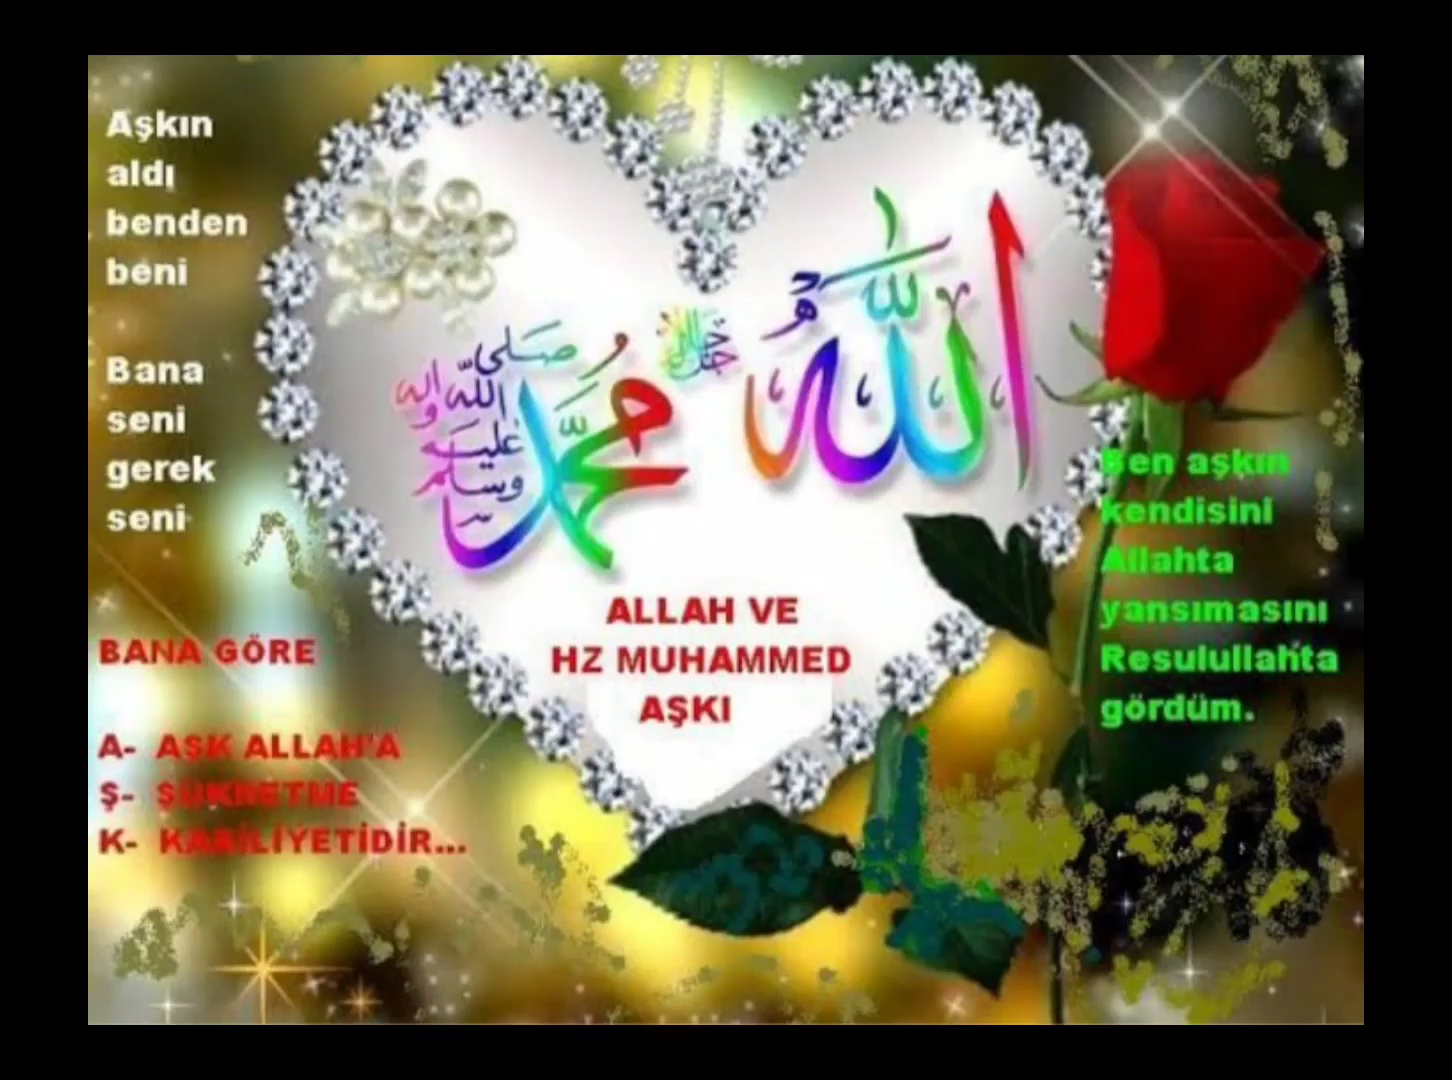 Aşkın
aldı
benden
beni
Bana
seni
gerek
seni
الله
جل جلاله
محمد
صلى
الله
واله
عليه
وسلم
ALLAH VE
HZ MUHAMMED
AŞKI
Ben aşkın
kendisini
Allahta
yansımasını
Resulullahta
gördüm.
BANA GÖRE
A- AŞK ALLAH'A
Ş- ŞÜKRETME
K- KABİLİYETİDİR...